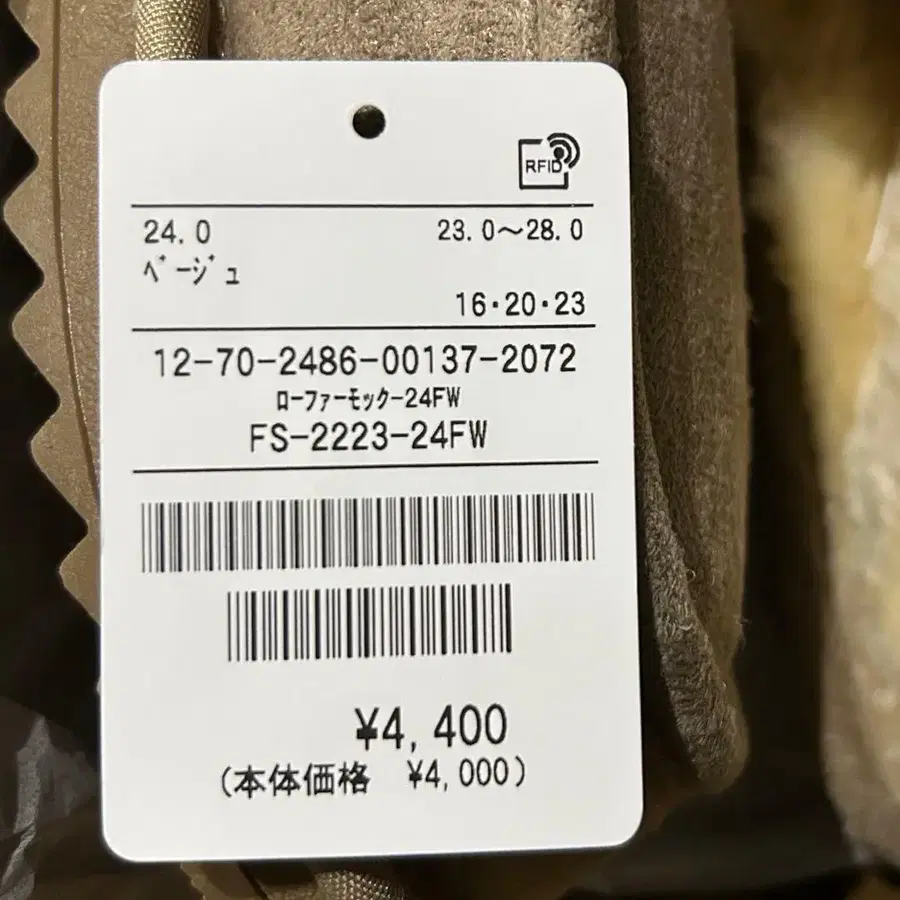 RFID
24.0 23.0～28.0
ﾍﾞｰｼﾞｭ
16･20･23
12-70-2486-00137-2072
ﾛｰﾌｧｰﾓｯｸ-24FW
FS-2223-24FW
¥4,400
(本体価格 ¥4,000)